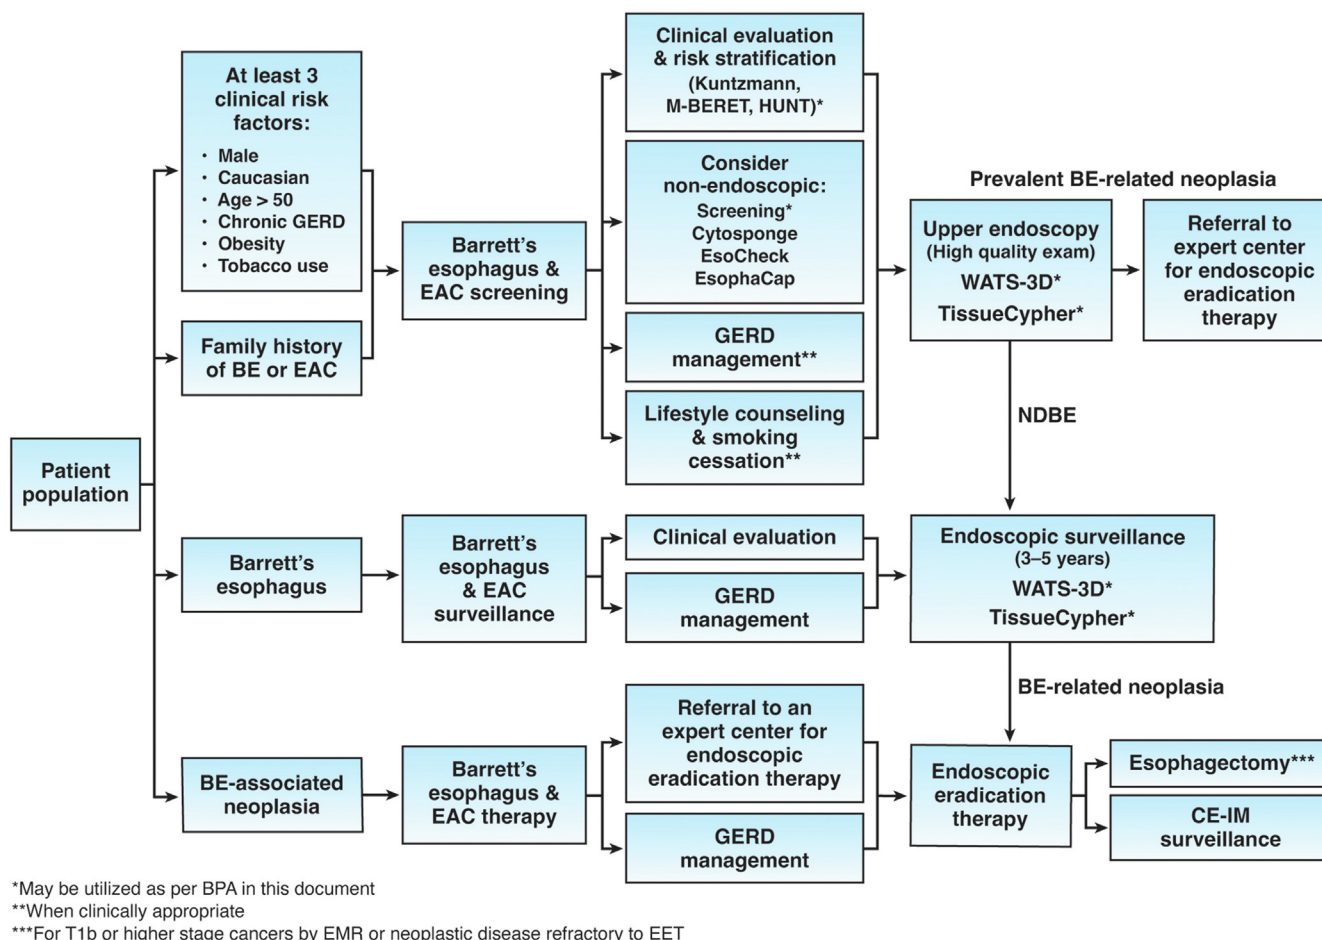 At least 3
clinical risk
factors:
· Male
· Caucasian
· Age > 50
· Chronic GERD
· Obesity
· Tobacco use
Family history
of BE or EAC
Patient
population
Barrett's
esophagus
BE-associated
neoplasia
Barrett's
esophagus &
EAC screening
Barrett's
esophagus
& EAC
surveillance
Barrett's
esophagus &
EAC therapy
Clinical evaluation
& risk stratification
(Kuntzmann,
M-BERET, HUNT)*
Consider
non-endoscopic:
Screening*
Cytosponge
EsoCheck
EsophaCap
GERD
management**
Lifestyle counseling
& smoking
cessation**
Clinical evaluation
GERD
management
Referral to an
expert center for
endoscopic
eradication therapy
GERD
management
Prevalent BE-related neoplasia
Upper endoscopy
(High quality exam)
WATS-3D*
TissueCypher*
Referral to
expert center
for endoscopic
eradication
therapy
NDBE
Endoscopic surveillance
(3–5 years)
WATS-3D*
TissueCypher*
BE-related neoplasia
Endoscopic
eradication
therapy
Esophagectomy***
CE-IM
surveillance
*May be utilized as per BPA in this document
**When clinically appropriate
***For T1b or higher stage cancers by EMR or neoplastic disease refractory to EET